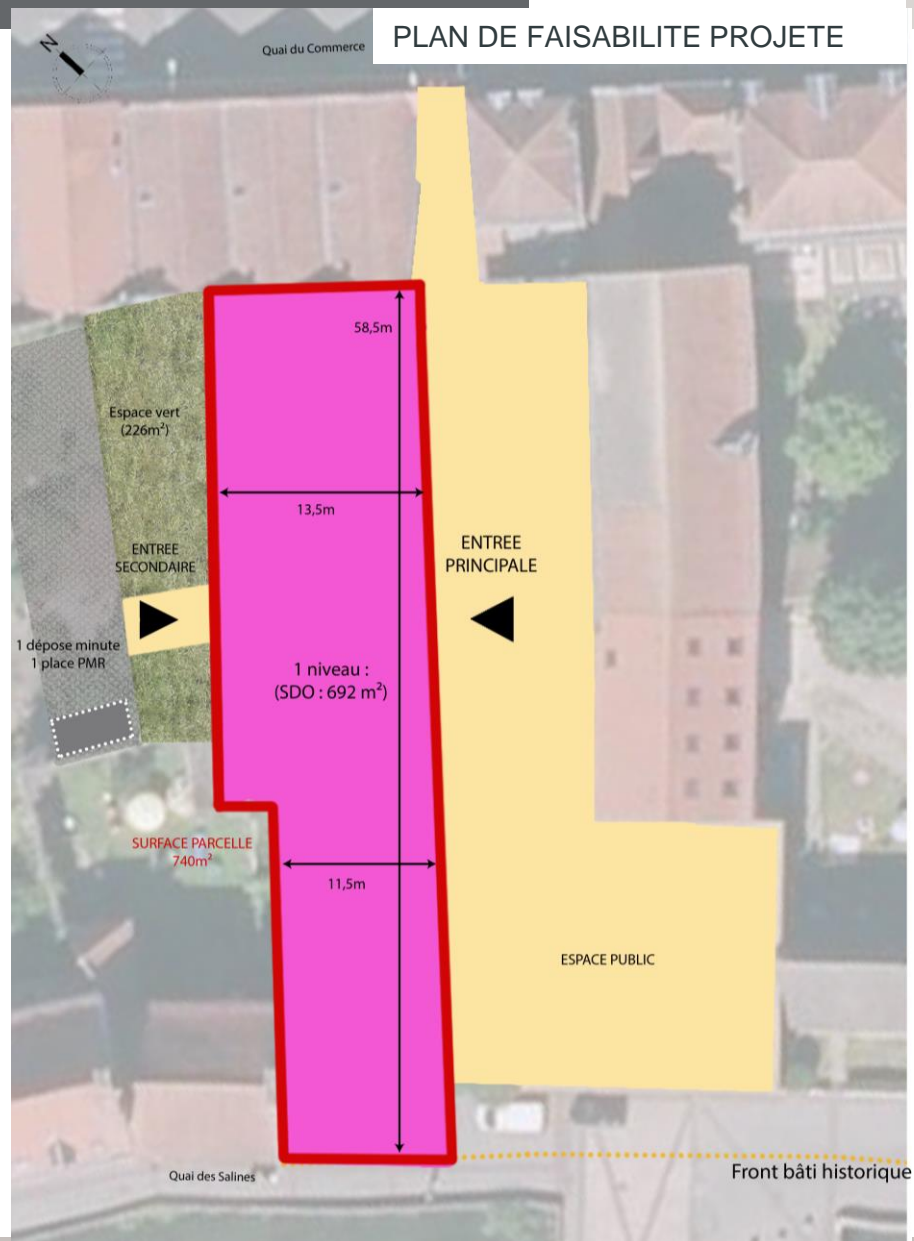 PLAN DE FAISABILITE PROJETE
N
Quai du Commerce
58,5m
Espace vert
(226m²)
13,5m
ENTREE
SECONDAIRE
ENTREE
PRINCIPALE
1 dépose minute
1 place PMR
1 niveau :
(SDO : 692 m²)
SURFACE PARCELLE
740m²
11,5m
ESPACE PUBLIC
Quai des Salines
Front bâti historique